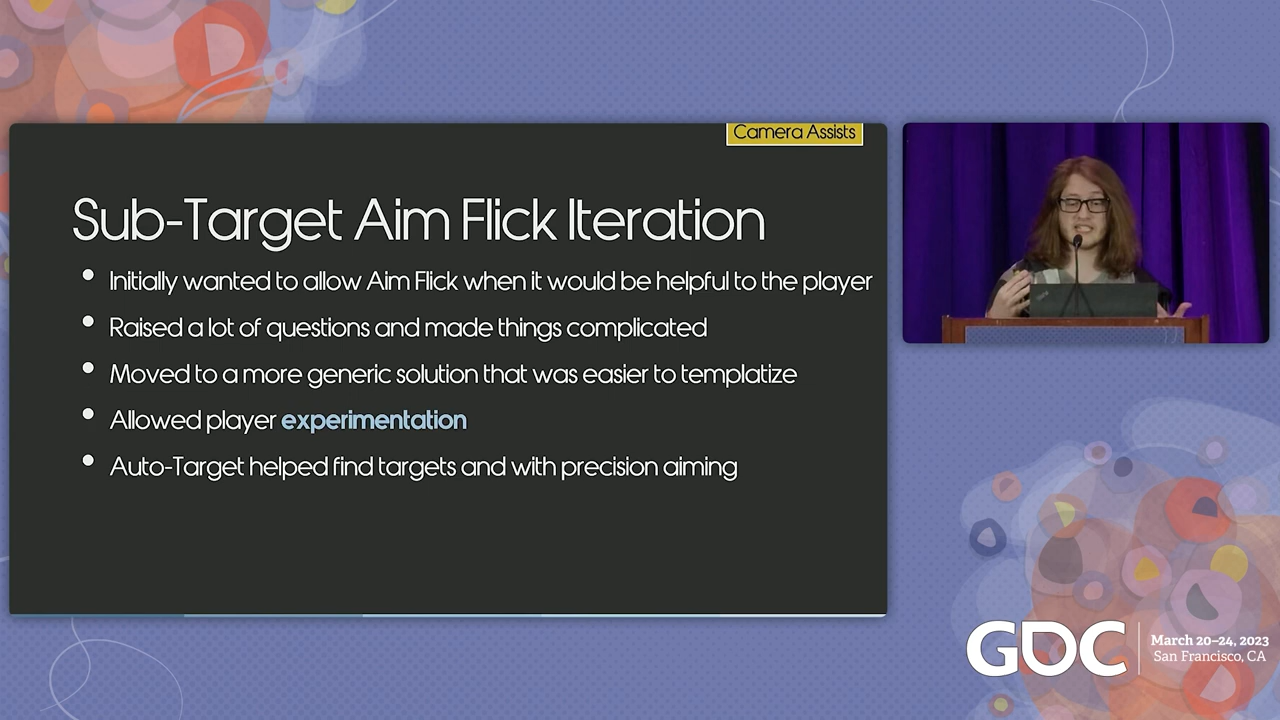 Camera Assists
Sub-Target Aim Flick Iteration
Initially wanted to allow Aim Flick when it would be helpful to the player
Raised a lot of questions and made things complicated
Moved to a more generic solution that was easier to templatize
Allowed player experimentation
Auto-Target helped find targets and with precision aiming
GDC
March 20–24, 2023
San Francisco, CA